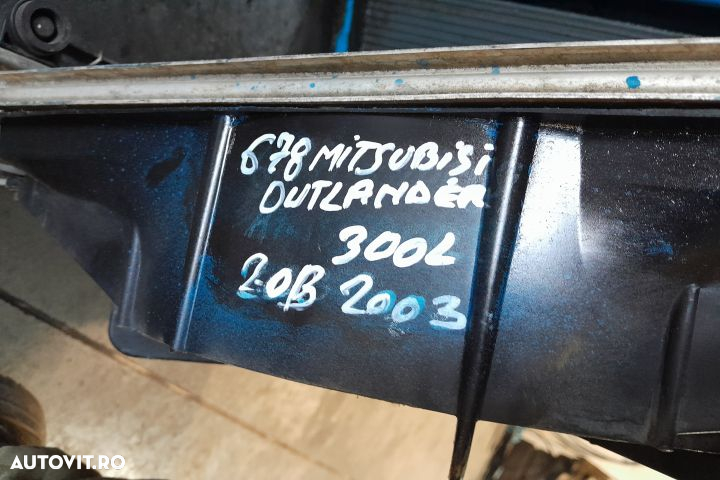 678 MiTSUBiSi
OUTLANDER
300L
2.0B 2003
AUTOVIT.RO